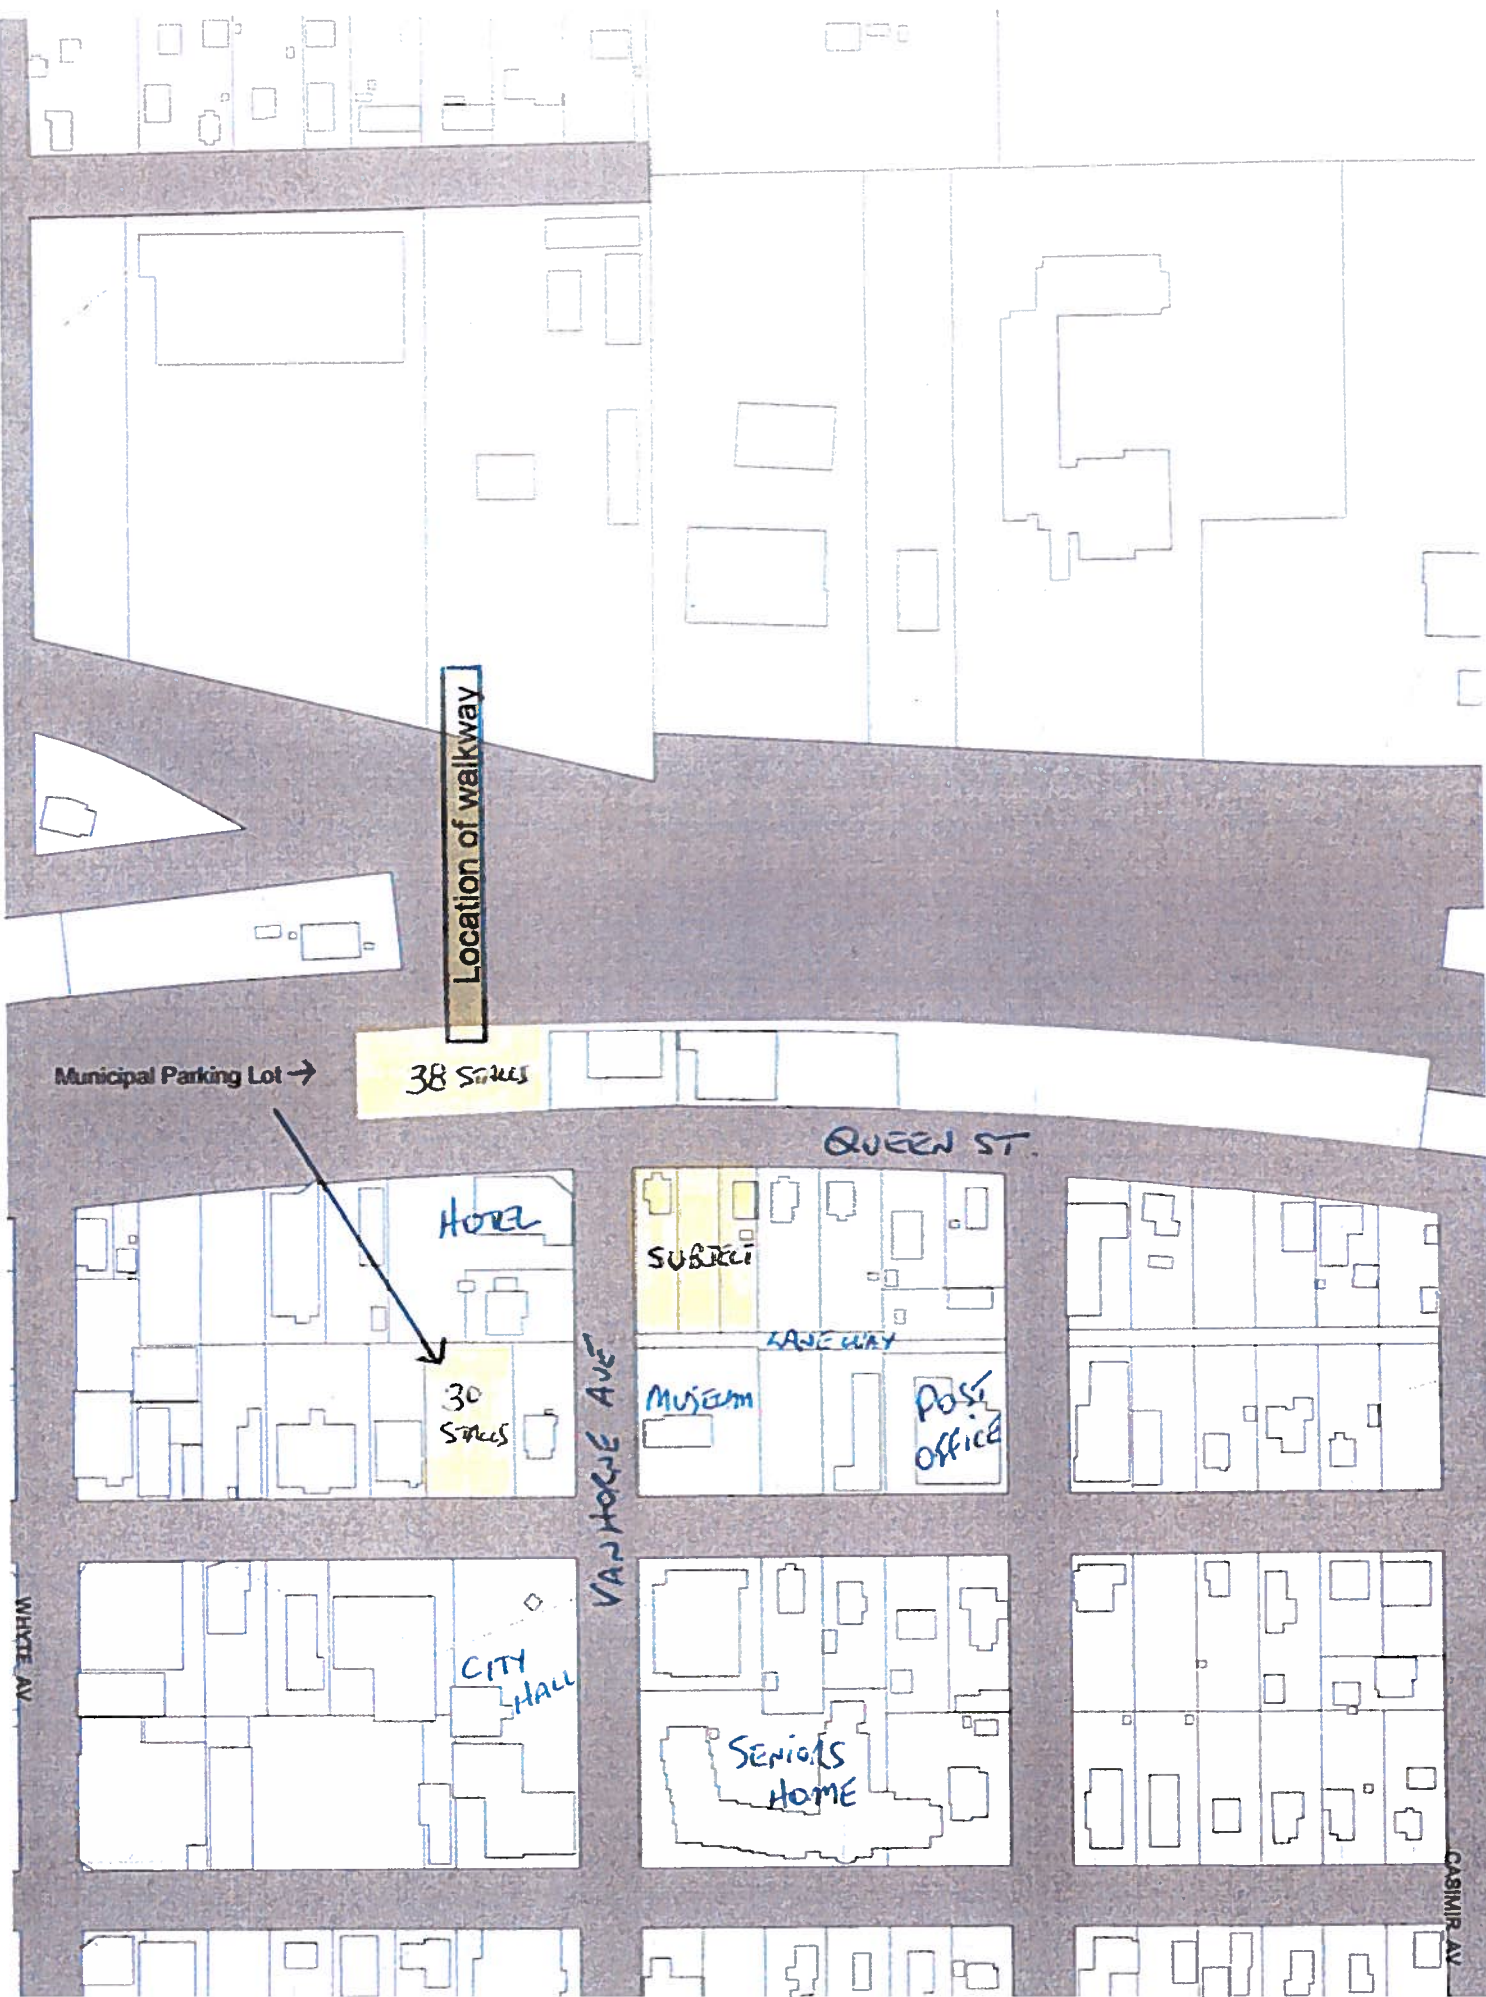 Location of walkway
Municipal Parking Lot →
38 STALLS
QUEEN ST.
HOTEL
SUBJECT
LANEWAY
30
STALLS
VANHORNE AVE
MUSEUM
POST
OFFICE
WHYTE AV
CITY
HALL
SENIORS
HOME
CASIMIR AV